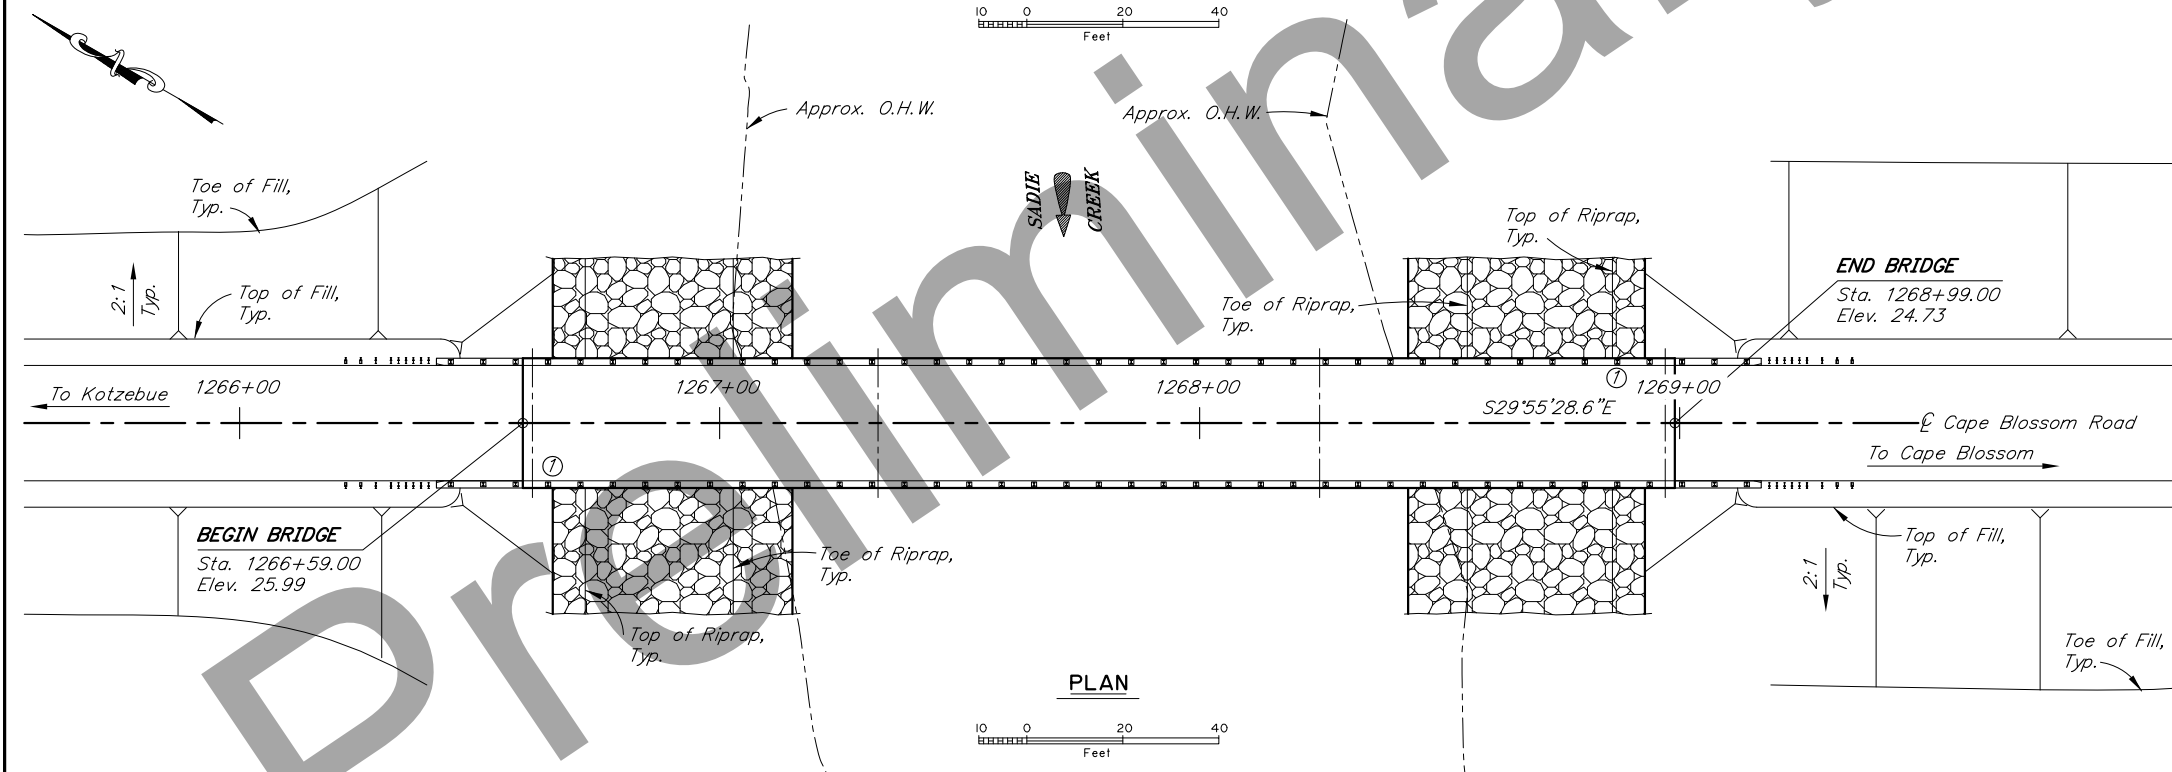 10 0 20 40
Feet
Approx. O.H.W.
Approx. O.H.W.
SADIE
CREEK
Toe of Fill,
Typ.
Top of Riprap,
Typ.
2:1
Typ.
Top of Fill,
Typ.
Toe of Riprap,
Typ.
END BRIDGE
Sta. 1268+99.00
Elev. 24.73
To Kotzebue
1266+00
1267+00
1268+00
1
1269+00
S29°55'28.6"E
℄ Cape Blossom Road
To Cape Blossom
1
BEGIN BRIDGE
Sta. 1266+59.00
Elev. 25.99
Toe of Riprap,
Typ.
Top of Fill,
Typ.
2:1
Typ.
Top of Riprap,
Typ.
Toe of Fill,
Typ.
PLAN
10 0 20 40
Feet
Preliminar